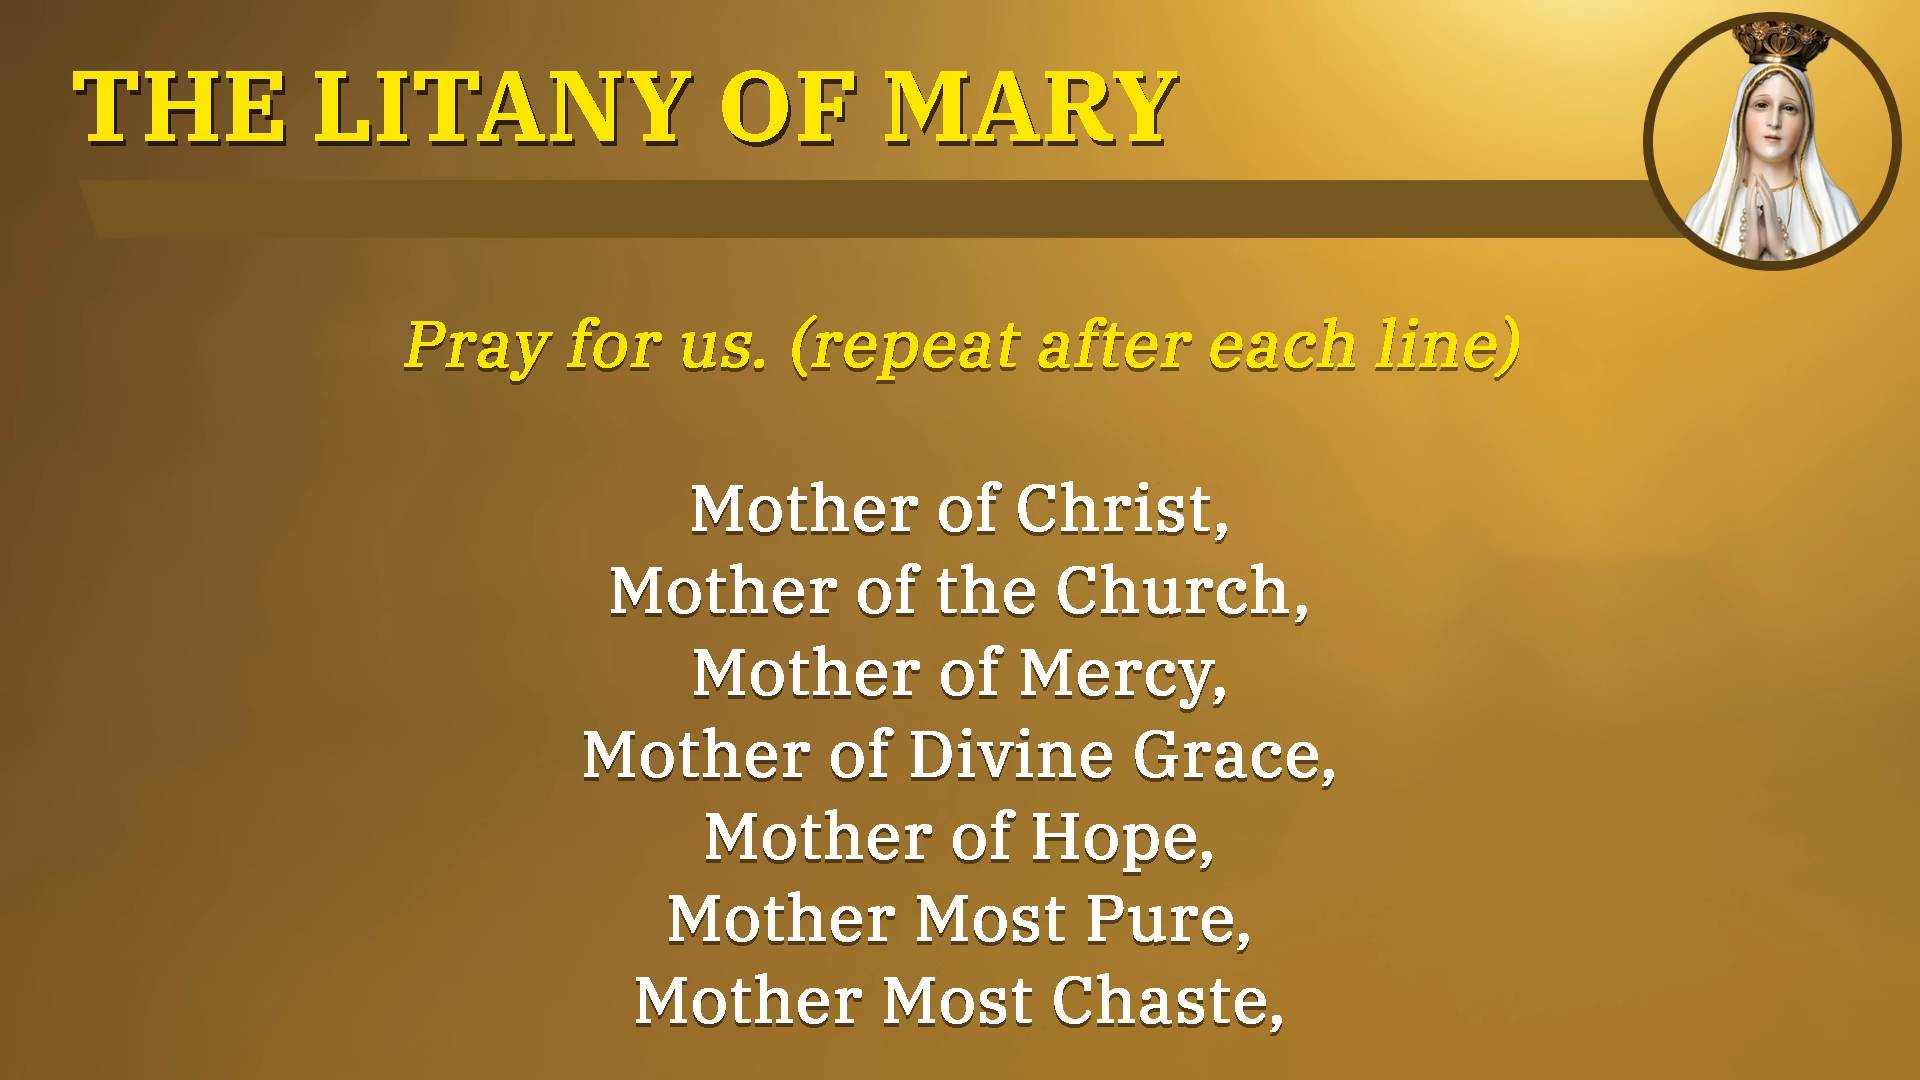 THE LITANY OF MARY
Pray for us. (repeat after each line)
Mother of Christ,
Mother of the Church,
Mother of Mercy,
Mother of Divine Grace,
Mother of Hope,
Mother Most Pure,
Mother Most Chaste,